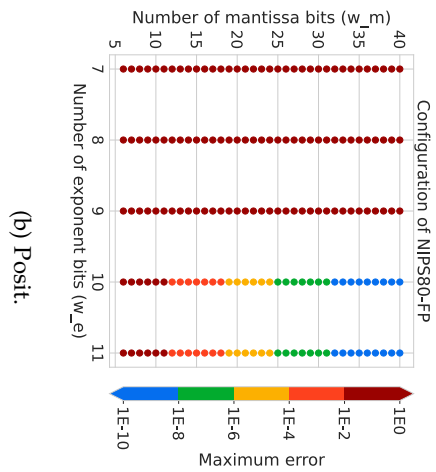 Configuration of NIPS80-FP
Number of mantissa bits (w_m)
5 10 15 20 25 30 35 40
7
8
9
10
11
Number of exponent bits (w_e)
1E-10 1E-8 1E-6 1E-4 1E-2 1E0
Maximum error
(b) Posit.